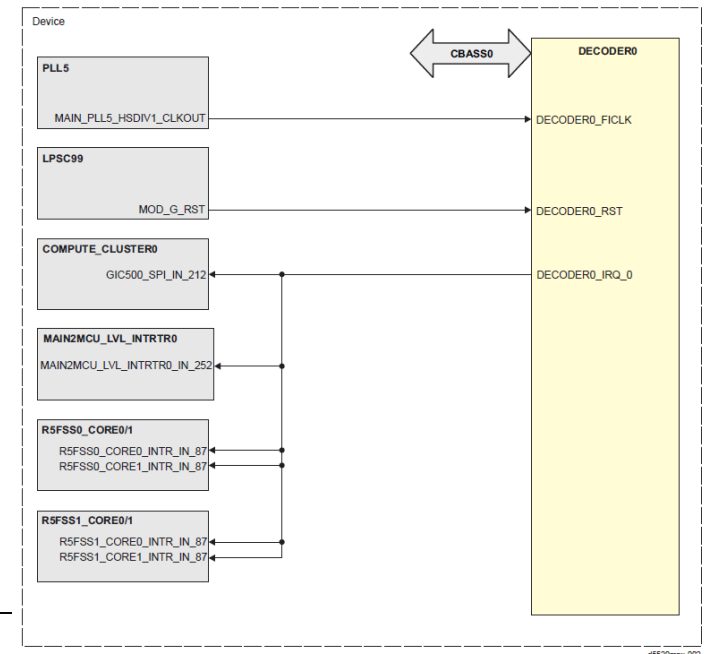 Device
CBASS0
DECODER0
PLL5
MAIN_PLL5_HSDIV1_CLKOUT
DECODER0_FICLK
LPSC99
MOD_G_RST
DECODER0_RST
COMPUTE_CLUSTER0
GIC500_SPI_IN_212
DECODER0_IRQ_0
MAIN2MCU_LVL_INTRTR0
MAIN2MCU_LVL_INTRTR0_IN_252
R5FSS0_CORE0/1
R5FSS0_CORE0_INTR_IN_87
R5FSS0_CORE1_INTR_IN_87
R5FSS1_CORE0/1
R5FSS1_CORE0_INTR_IN_87
R5FSS1_CORE1_INTR_IN_87